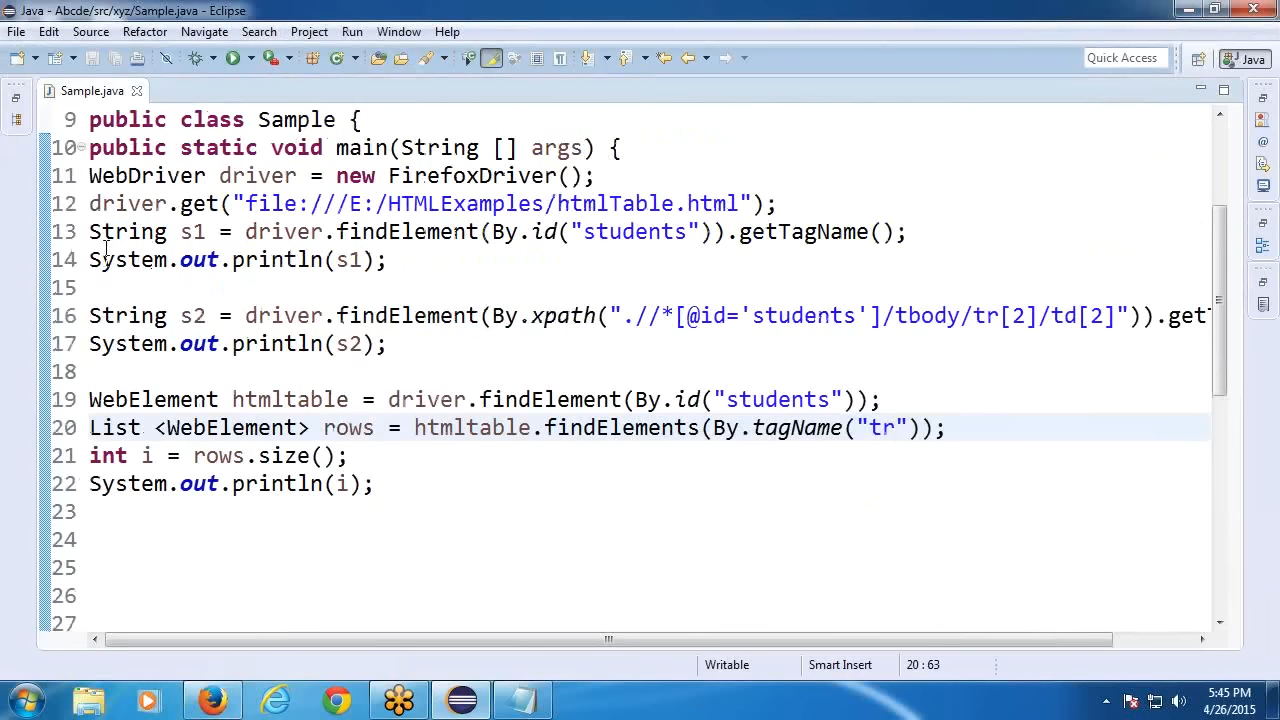 Java - Abcde/src/xyz/Sample.java - Eclipse
File Edit Source Refactor Navigate Search Project Run Window Help
Quick Access
Java
Sample.java
9 public class Sample {
10 public static void main(String [] args) {
11 WebDriver driver = new FirefoxDriver();
12 driver.get("file:///E:/HTMLExamples/htmlTable.html");
13 String s1 = driver.findElement(By.id("students")).getTagName();
14 System.out.println(s1);
15
16 String s2 = driver.findElement(By.xpath(".//*[@id='students']/tbody/tr[2]/td[2]")).get
17 System.out.println(s2);
18
19 WebElement htmltable = driver.findElement(By.id("students"));
20 List <WebElement> rows = htmltable.findElements(By.tagName("tr"));
21 int i = rows.size();
22 System.out.println(i);
23
24
25
26
27
Writable Smart Insert 20 : 63
5:45 PM
4/26/2015